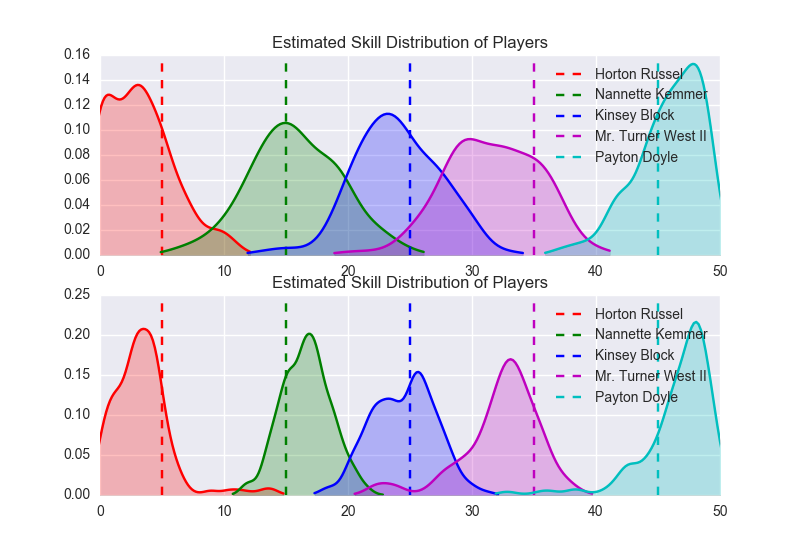 Estimated Skill Distribution of Players
0.16
0.14
0.12
0.10
0.08
0.06
0.04
0.02
0.00
Horton Russel
Nannette Kemmer
Kinsey Block
Mr. Turner West II
Payton Doyle
0 10 20 30 40 50
Estimated Skill Distribution of Players
0.25
0.20
0.15
0.10
0.05
0.00
Horton Russel
Nannette Kemmer
Kinsey Block
Mr. Turner West II
Payton Doyle
0 10 20 30 40 50